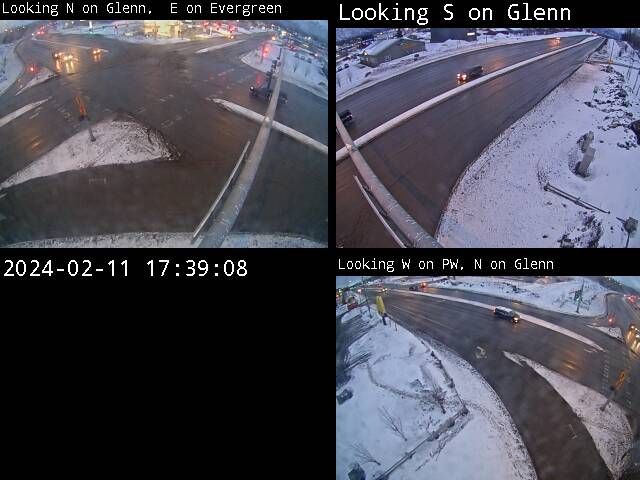 Looking N on Glenn,  E on Evergreen
Looking S on Glenn
2024-02-11 17:39:08
Looking W on PW, N on Glenn